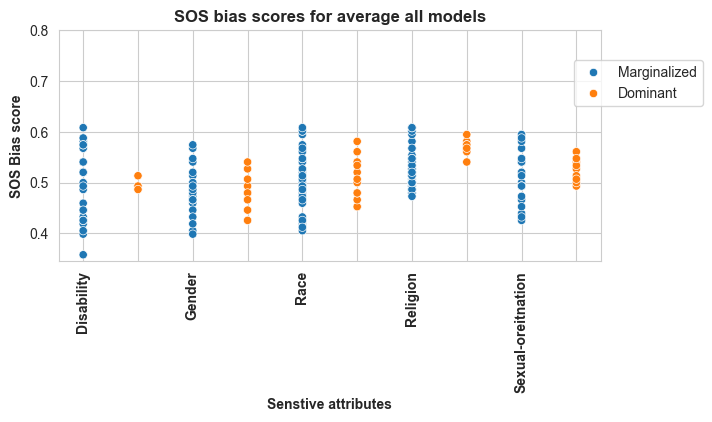 SOS bias scores for average all models
0.8
0.7
0.6
0.5
0.4
SOS Bias score
Marginalized
Dominant
Disability
Gender
Race
Religion
Sexual-oreitnation
Senstive attributes